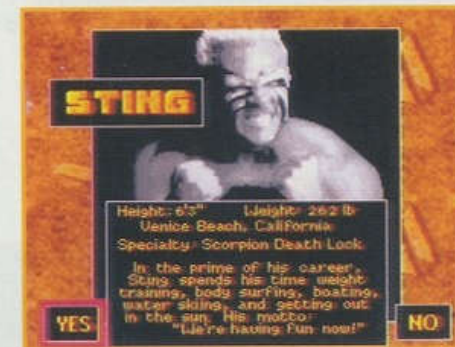 STING
Height: 6'3" Weight: 262 lb
Venice Beach, California
Specialty: Scorpion Death Lock
In the prime of his career,
Sting spends his time weight
training, body surfing, boating,
water skiing, and getting out
in the sun. His motto:
"We're having fun now!"
YES
NO